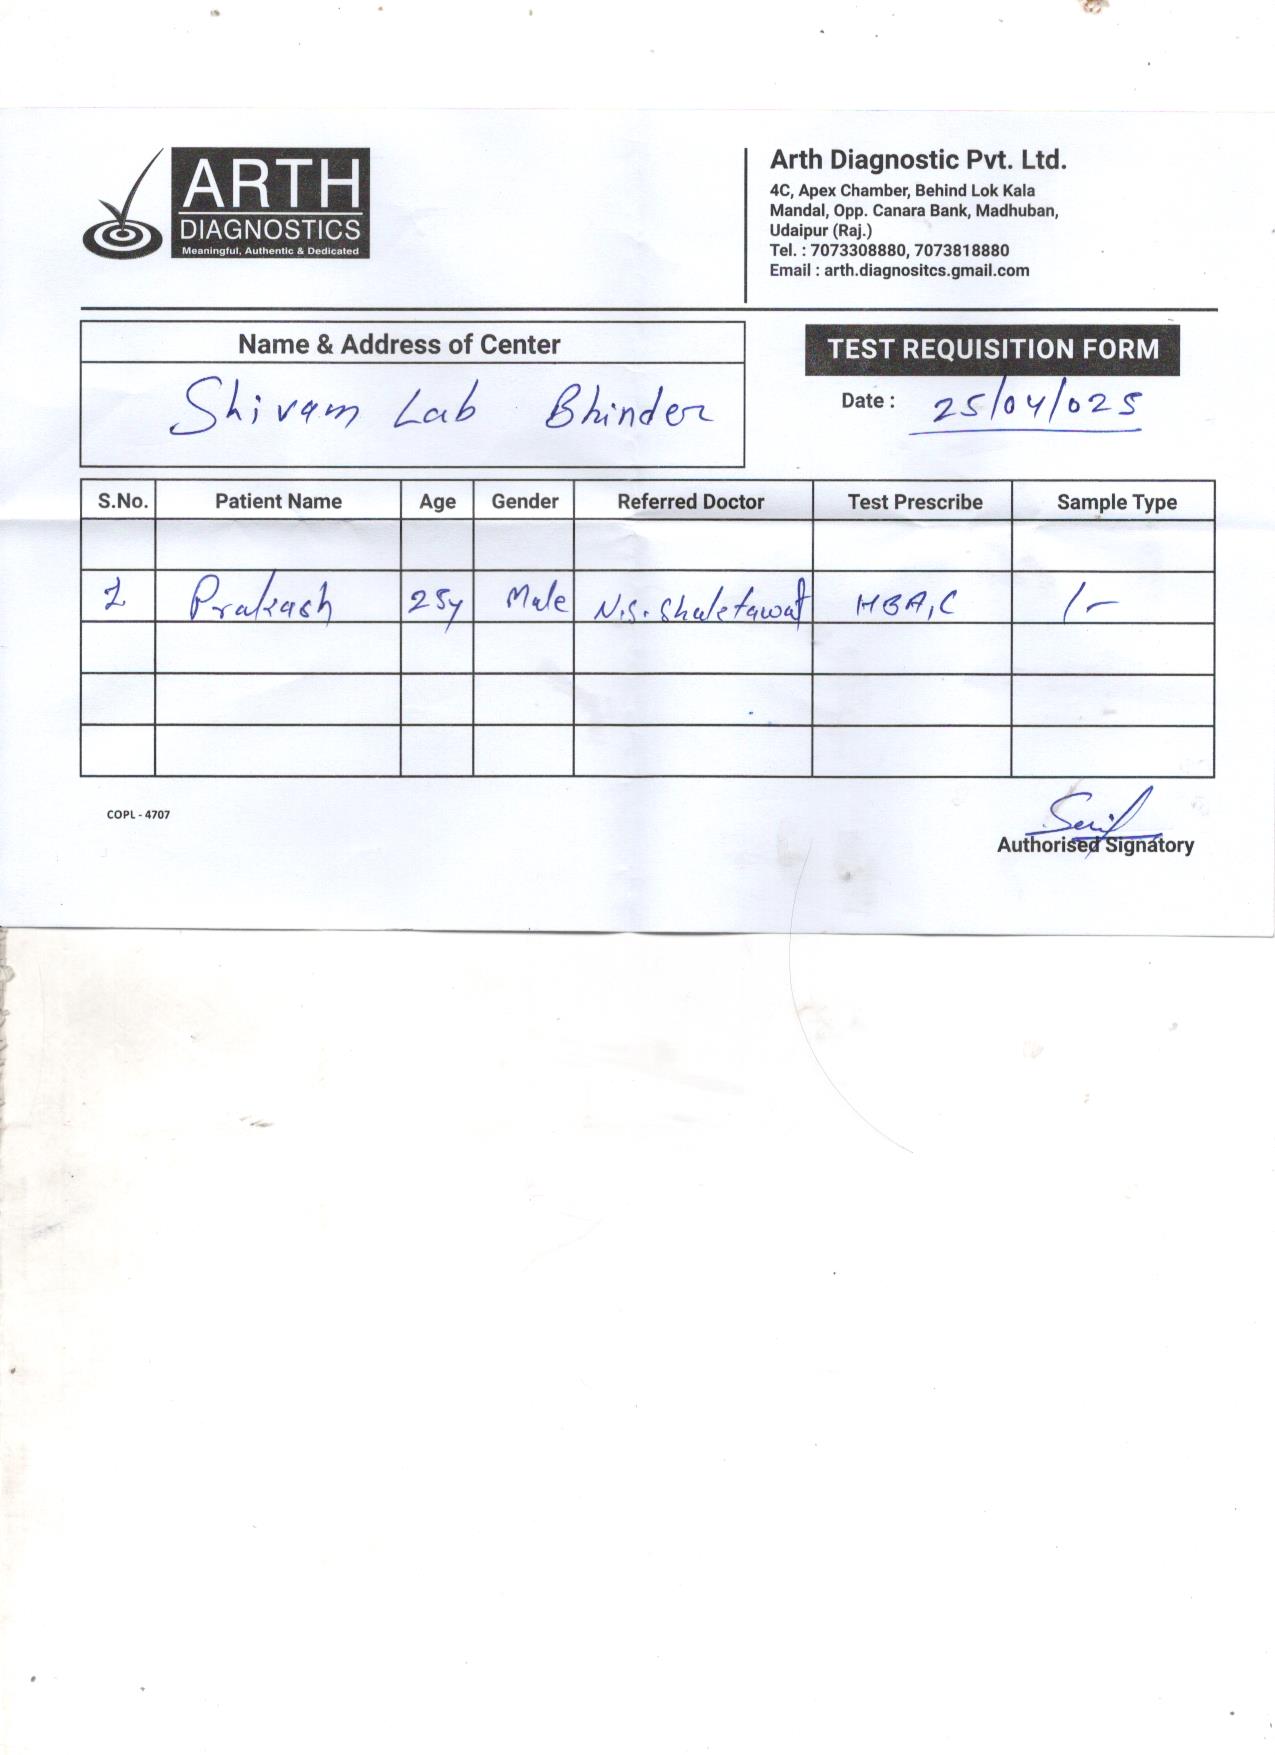 ARTH
DIAGNOSTICS
Meaningful, Authentic & Dedicated
Arth Diagnostic Pvt. Ltd.
4C, Apex Chamber, Behind Lok Kala
Mandal, Opp. Canara Bank, Madhuban,
Udaipur (Raj.)
Tel. : 7073308880, 7073818880
Email : arth.diagnositcs.gmail.com
Name & Address of Center
Shivam Lab Bhinder
TEST REQUISITION FORM
Date : 25/04/025
S.No. Patient Name Age Gender Referred Doctor Test Prescribe Sample Type
Prakash 25y Male N.S. HBA1C /-
COPL - 4707
Authorised Signatory